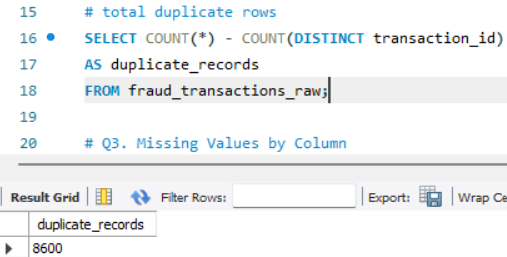 15 # total duplicate rows
16 SELECT COUNT(*) - COUNT(DISTINCT transaction_id)
17 AS duplicate_records
18 FROM fraud_transactions_raw;
19
20 # Q3. Missing Values by Column
Result Grid Filter Rows: Export: Wrap Ce
duplicate_records
8600